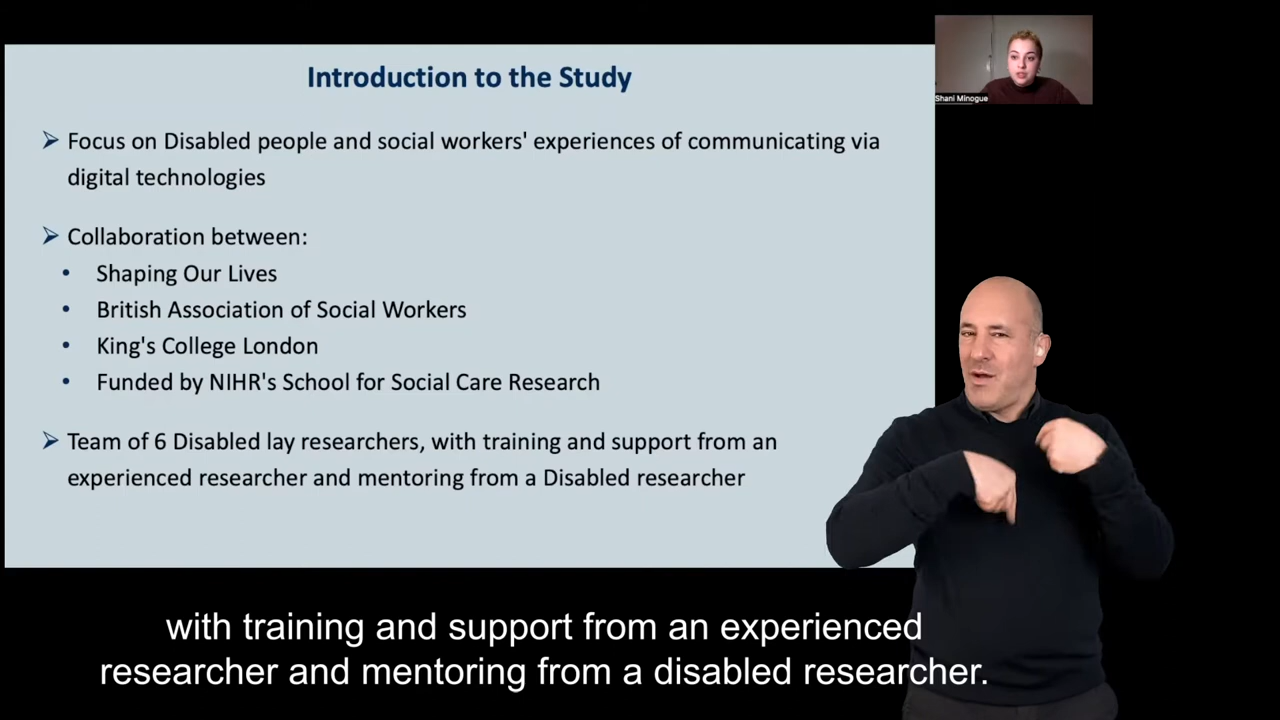 Introduction to the Study
Shani Minogue
➢ Focus on Disabled people and social workers' experiences of communicating via
digital technologies
➢ Collaboration between:
• Shaping Our Lives
• British Association of Social Workers
• King's College London
• Funded by NIHR's School for Social Care Research
➢ Team of 6 Disabled lay researchers, with training and support from an
experienced researcher and mentoring from a Disabled researcher
with training and support from an experienced
researcher and mentoring from a disabled researcher.